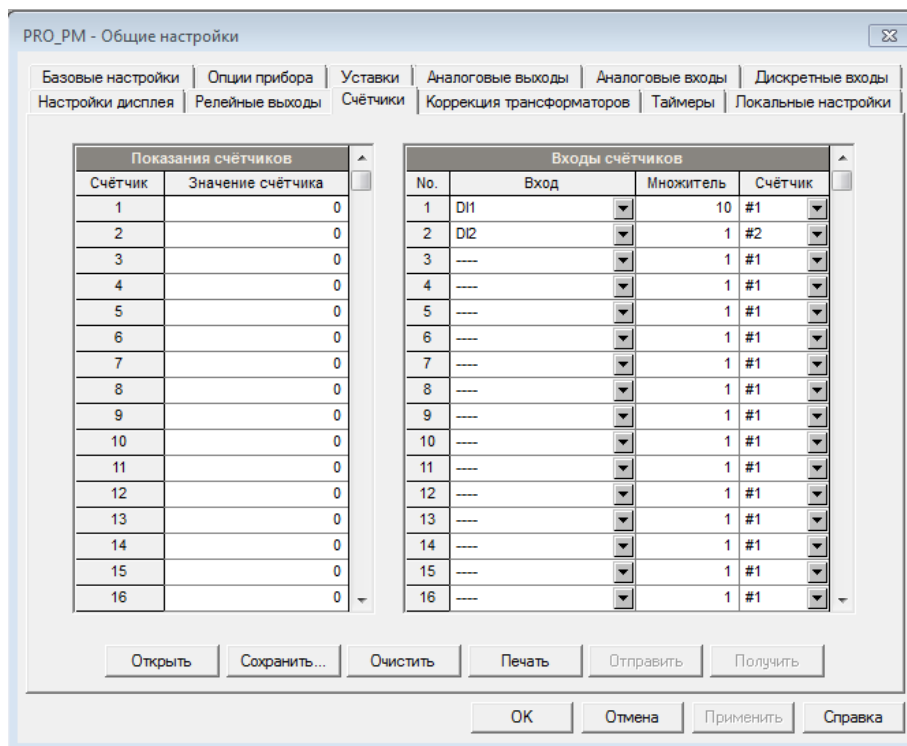 PRO_PM - Общие настройки
Базовые настройки Опции прибора Уставки Аналоговые выходы Аналоговые входы Дискретные входы
Настройки дисплея Релейные выходы Счётчики Коррекция трансформаторов Таймеры Локальные настройки
Показания счётчиков Входы счётчиков
Счётчик Значение счётчика No. Вход Множитель Счётчик
1 0 1 DI1 10 #1
2 0 2 DI2 1 #2
3 0 3 ---- 1 #1
4 0 4 ---- 1 #1
5 0 5 ---- 1 #1
6 0 6 ---- 1 #1
7 0 7 ---- 1 #1
8 0 8 ---- 1 #1
9 0 9 ---- 1 #1
10 0 10 ---- 1 #1
11 0 11 ---- 1 #1
12 0 12 ---- 1 #1
13 0 13 ---- 1 #1
14 0 14 ---- 1 #1
15 0 15 ---- 1 #1
16 0 16 ---- 1 #1
Открыть Сохранить... Очистить Печать Отправить Получить
OK Отмена Применить Справка